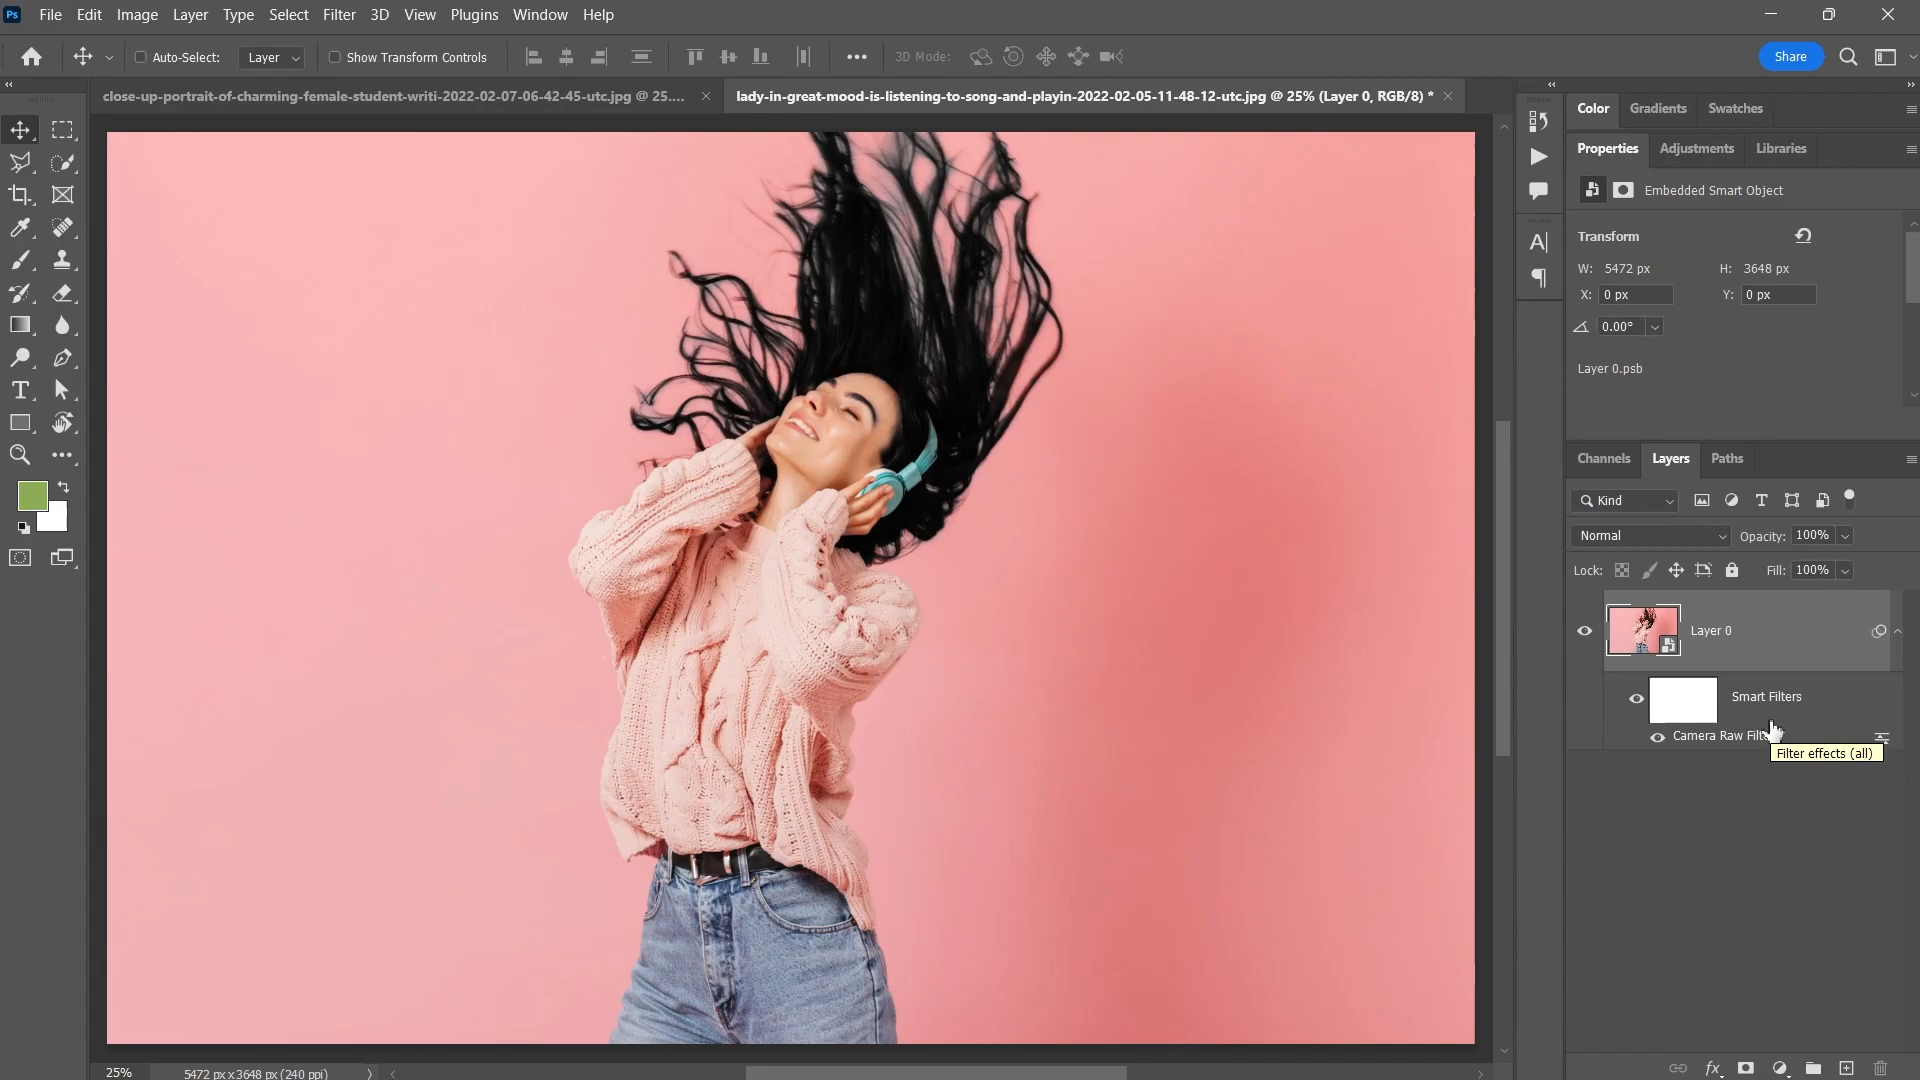 Ps File Edit Image Layer Type Select Filter 3D View Plugins Window Help
Auto-Select: Layer Show Transform Controls 3D Mode: Share
close-up-portrait-of-charming-female-student-writi-2022-02-07-06-42-45-utc.jpg @ 25.... lady-in-great-mood-is-listening-to-song-and-playin-2022-02-05-11-48-12-utc.jpg @ 25% (Layer 0, RGB/8) *
Color Gradients Swatches
Properties Adjustments Libraries
Embedded Smart Object
Transform
W: 5472 px H: 3648 px
X: 0 px Y: 0 px
0.00°
Layer 0.psb
Channels Layers Paths
Kind
Normal Opacity: 100%
Lock: Fill: 100%
Layer 0
Smart Filters
Camera Raw
Filter effects (all)
fx
25% 5472 px x 3648 px (240 ppi)